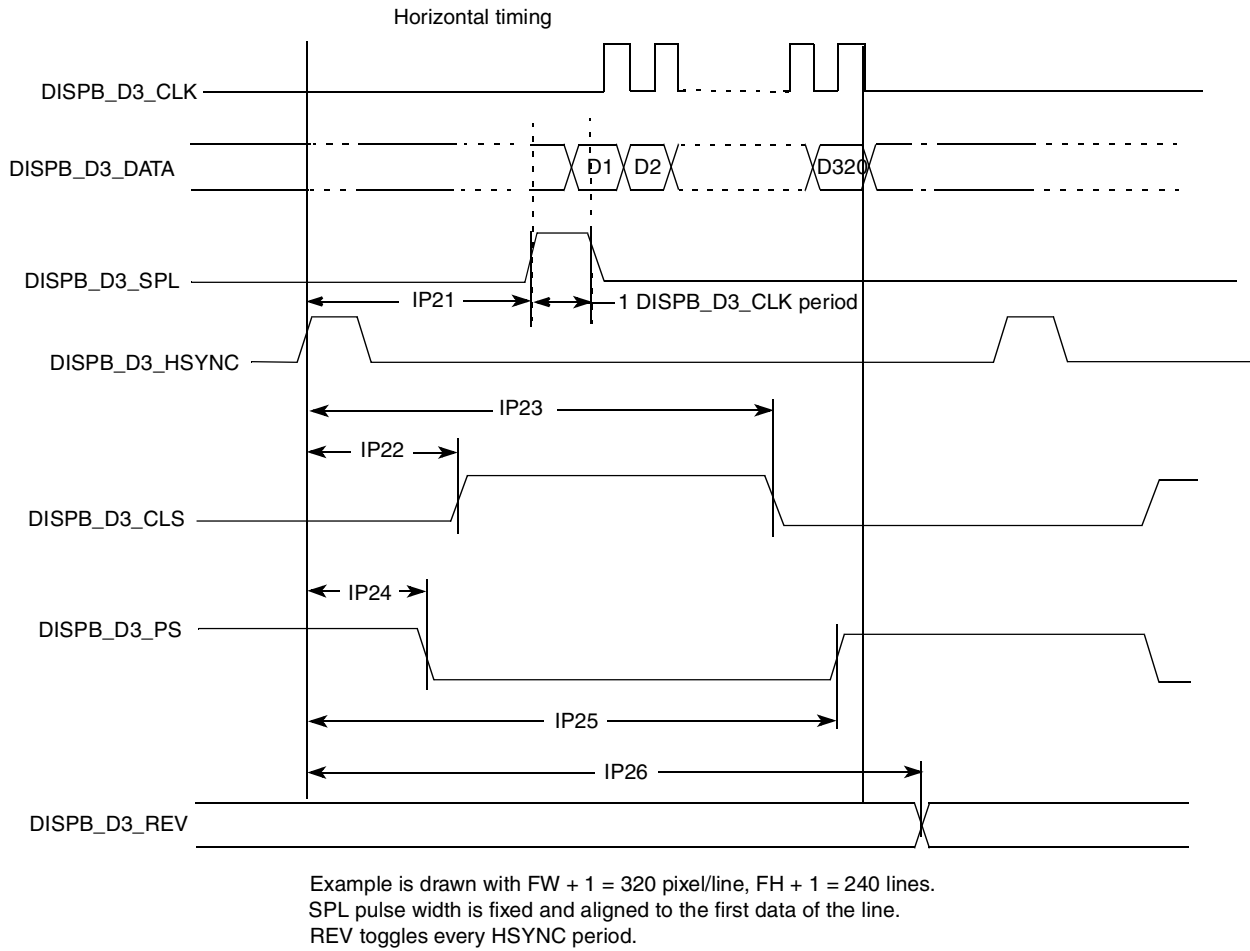 Horizontal timing
DISPB_D3_CLK
DISPB_D3_DATA
D1
D2
D320
DISPB_D3_SPL
IP21
1 DISPB_D3_CLK period
DISPB_D3_HSYNC
IP23
IP22
DISPB_D3_CLS
IP24
DISPB_D3_PS
IP25
IP26
DISPB_D3_REV
Example is drawn with FW + 1 = 320 pixel/line, FH + 1 = 240 lines.
SPL pulse width is fixed and aligned to the first data of the line.
REV toggles every HSYNC period.